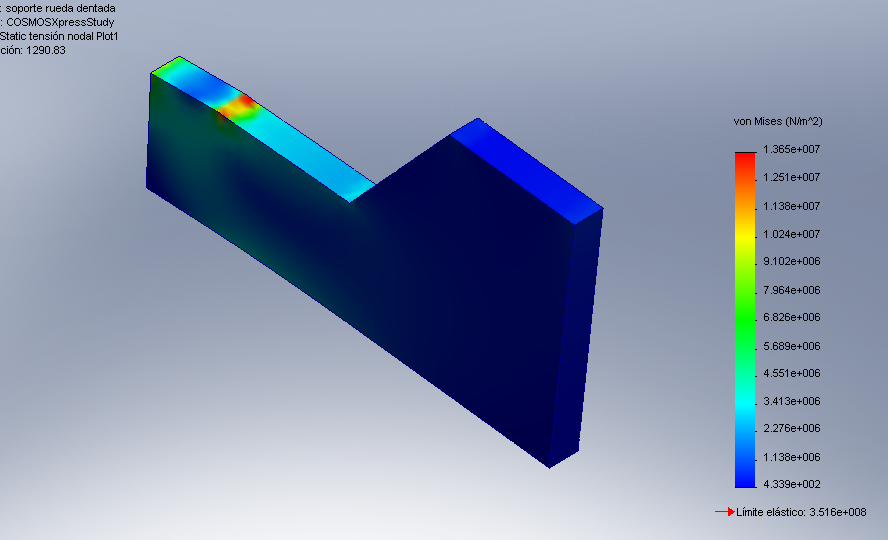 : soporte rueda dentada
: COSMOSXpressStudy
Static tensión nodal Plot1
ción: 1290.83
von Mises (N/m^2)
1.365e+007
1.251e+007
1.138e+007
1.024e+007
9.102e+006
7.964e+006
6.826e+006
5.689e+006
4.551e+006
3.413e+006
2.276e+006
1.138e+006
4.339e+002
Límite elástico: 3.516e+008